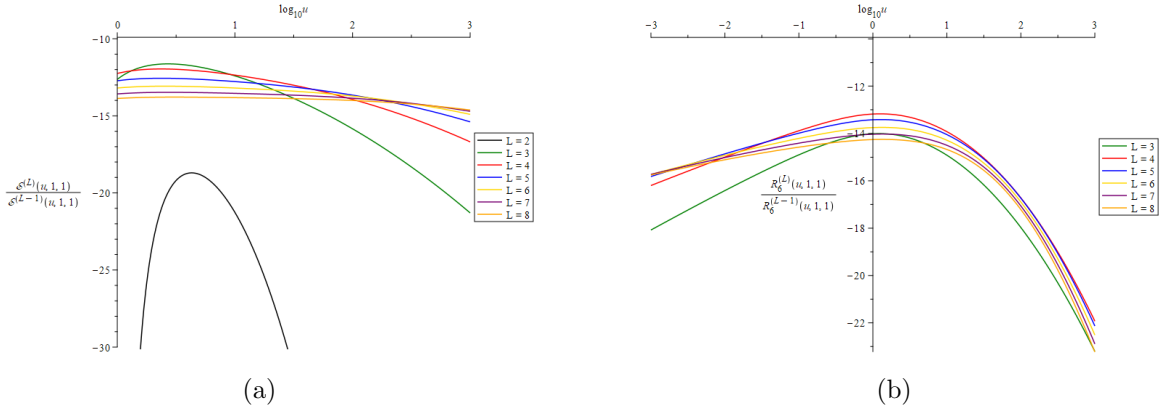 log₁₀u
0 1 2 3
−10
−15
−20
−25
−30
ℰ^(L)(u, 1, 1)
ℰ^(L − 1)(u, 1, 1)
L = 2
L = 3
L = 4
L = 5
L = 6
L = 7
L = 8
(a)
log₁₀u
−3 −2 −1 0 1 2 3
−12
−14
−16
−18
−20
−22
R₆^(L)(u, 1, 1)
R₆^(L − 1)(u, 1, 1)
L = 3
L = 4
L = 5
L = 6
L = 7
L = 8
(b)